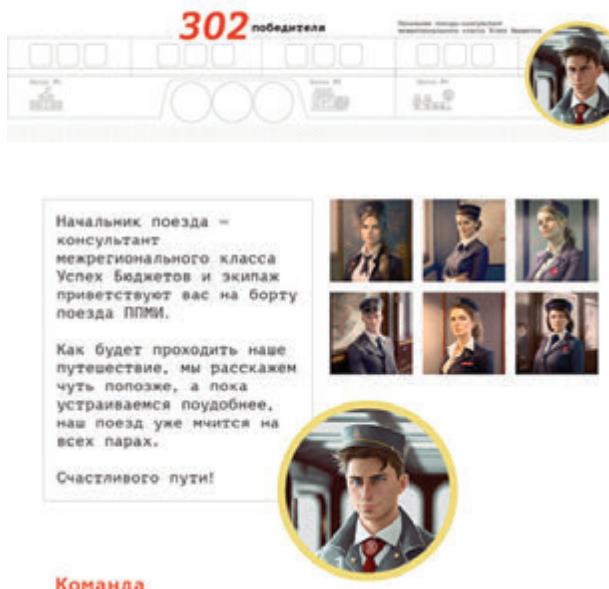 302 победителя
Начальник поезда —
консультант
межрегионального класса
Успех Бюджетов и экипаж
приветствуют вас на борту
поезда ППМИ.
Как будет проходить наше
путешествие, мы расскажем
чуть попозже, а пока
устраиваемся поудобнее,
наш поезд уже мчится на
всех парах.
Счастливого пути!
Команда